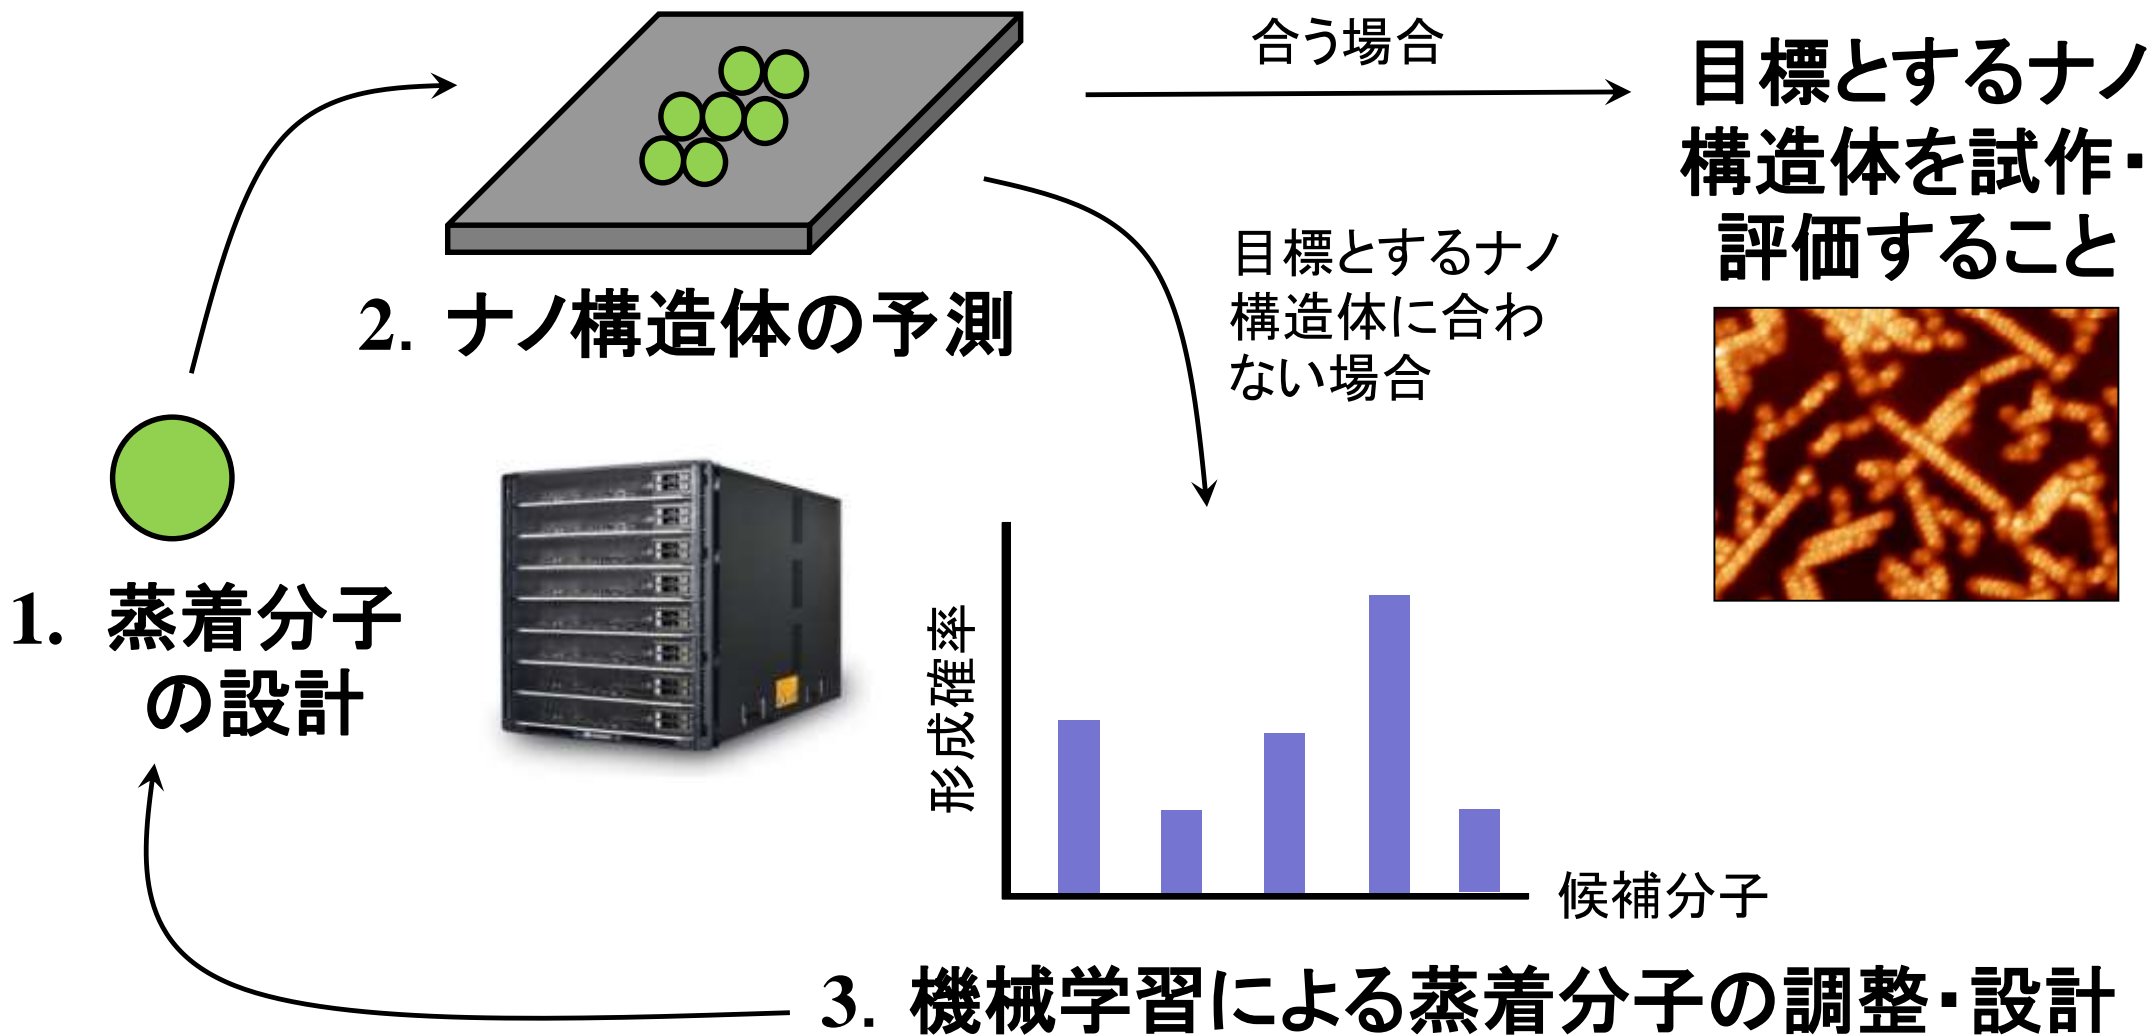 合う場合
目標とするナノ
構造体を試作・
評価すること
目標とするナノ
構造体に合わ
ない場合
2. ナノ構造体の予測
1. 蒸着分子
の設計
形成確率
候補分子
3. 機械学習による蒸着分子の調整・設計